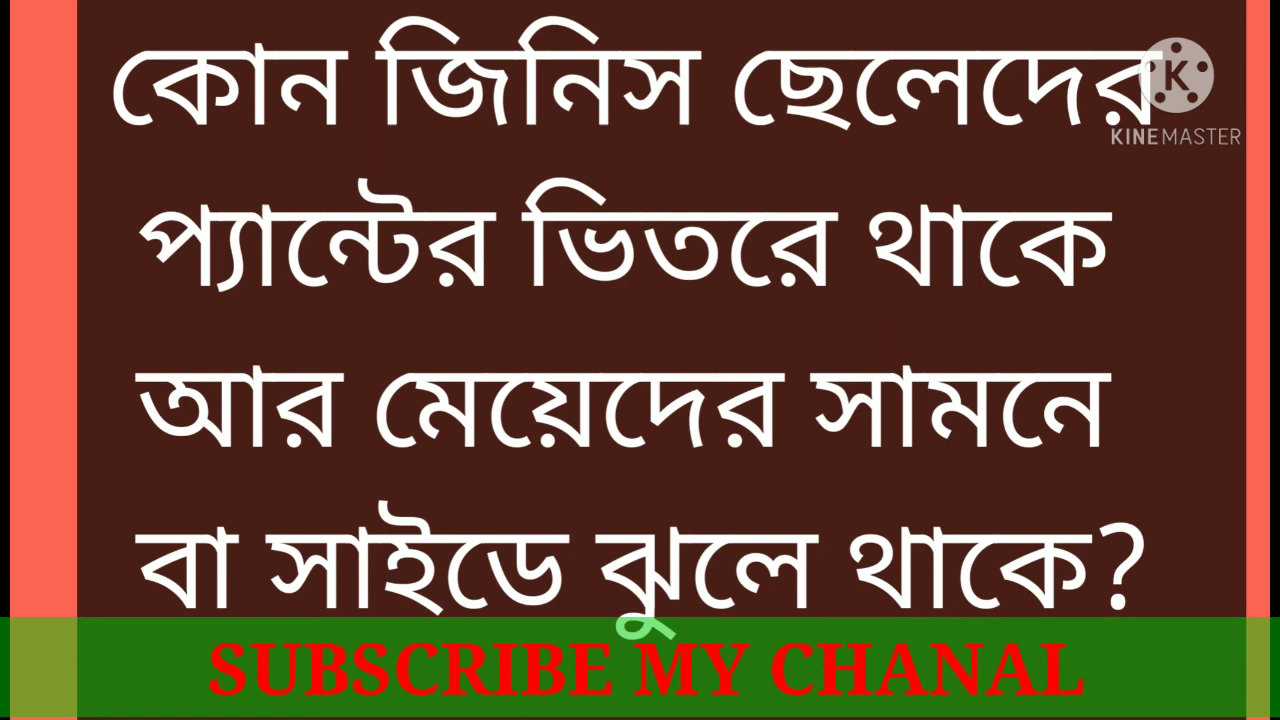 কোন জিনিস ছেলেদের
KINEMASTER
প্যান্টের ভিতরে থাকে
আর মেয়েদের সামনে
বা সাইডে ঝুলে থাকে?
SUBSCRIBE MY CHANAL